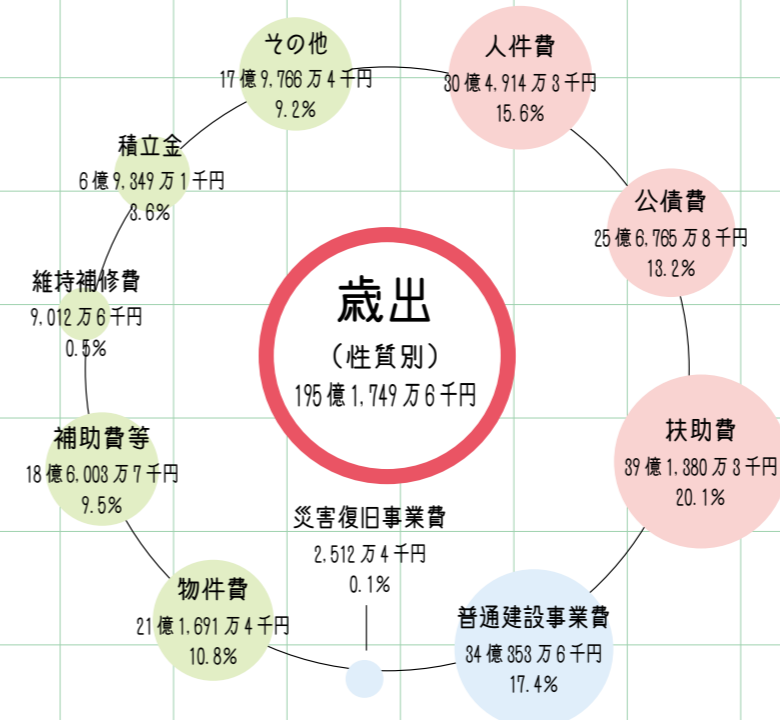 歳出
(性質別)
195億1,749万6千円
人件費
30億4,914万3千円
15.6%
公債費
25億6,765万8千円
13.2%
扶助費
39億1,380万3千円
20.1%
普通建設事業費
34億353万6千円
17.4%
災害復旧事業費
2,512万4千円
0.1%
物件費
21億1,691万4千円
10.8%
補助費等
18億6,003万7千円
9.5%
維持補修費
9,012万6千円
0.5%
積立金
6億9,349万1千円
3.6%
その他
17億9,766万4千円
9.2%